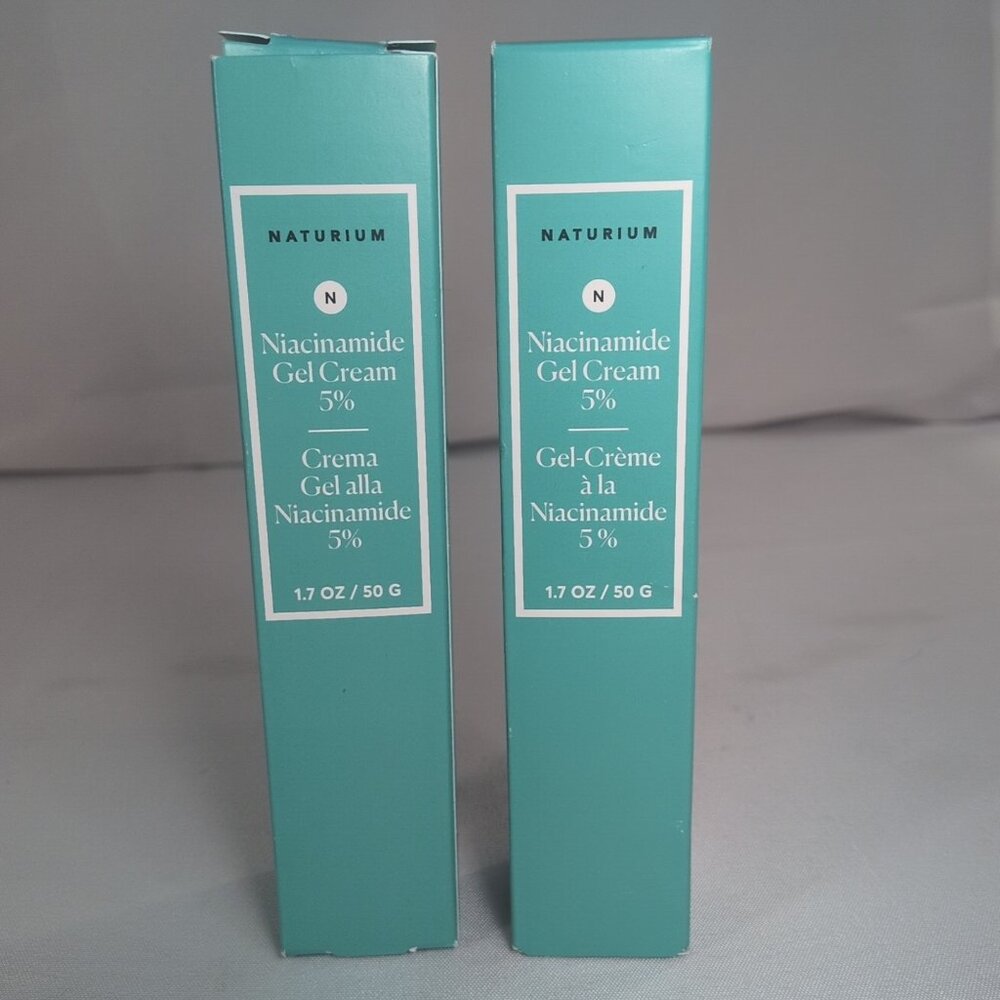 NATURIUM
N
Niacinamide
Gel Cream
5%
Crema
Gel alla
Niacinamide
5%
1.7 OZ / 50 G
NATURIUM
N
Niacinamide
Gel Cream
5%
Gel-Crème
à la
Niacinamide
5 %
1.7 OZ / 50 G